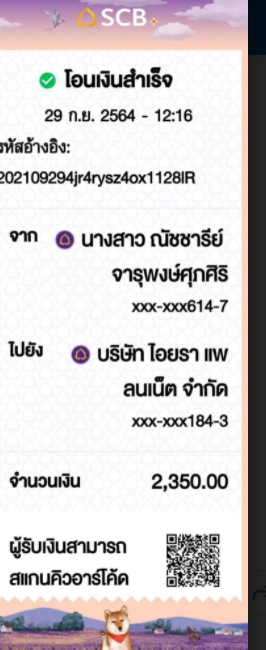 SCB
โอนเงินสำเร็จ
29 ก.ย. 2564 - 12:16
รหัสอ้างอิง:
202109294jr4rysz4ox1128IR
จาก นางสาว ณัชชารีย์
จารุพงษ์ศุภศิริ
xxx-xxx614-7
ไปยัง บริษัท ไอยรา แพ
ลนเน็ต จำกัด
xxx-xxx184-3
จำนวนเงิน 2,350.00
ผู้รับเงินสามารถ
สแกนคิวอาร์โค้ด